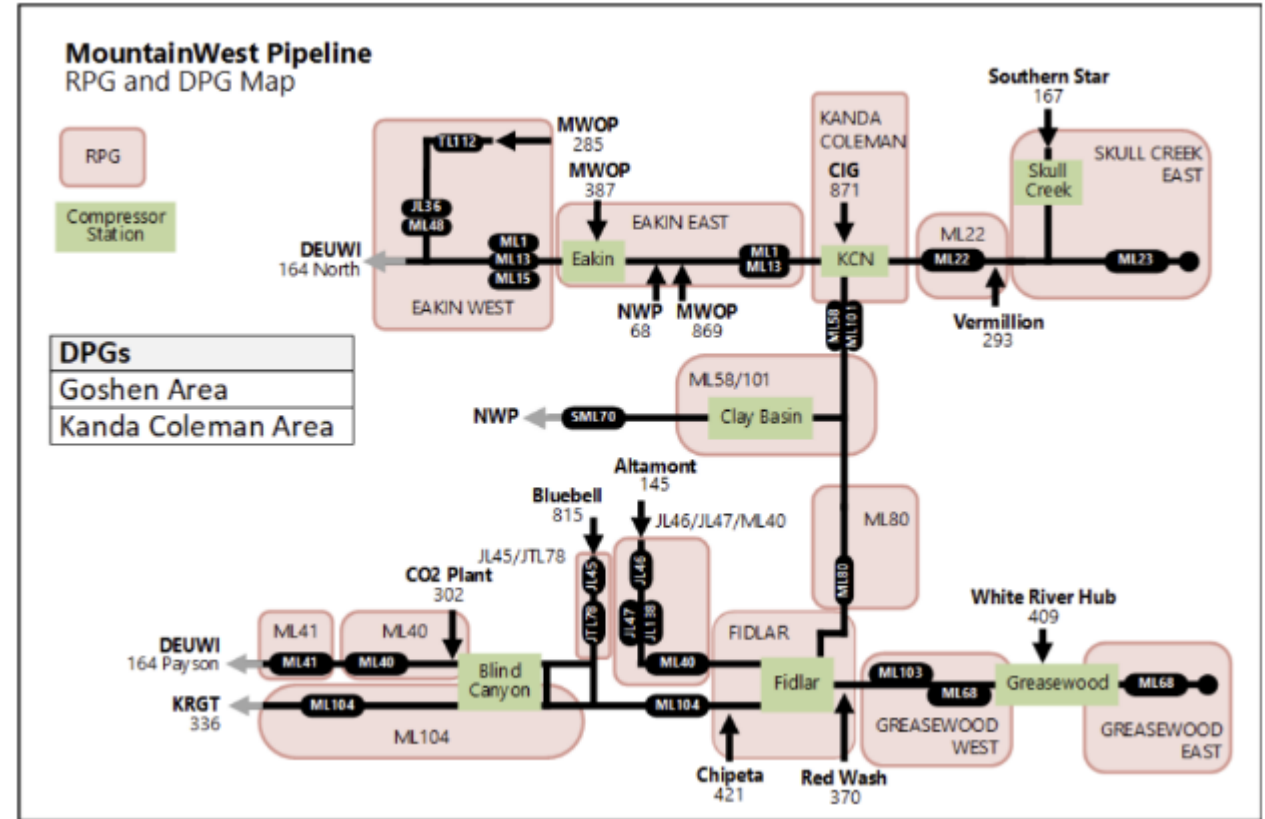 MountainWest Pipeline
RPG and DPG Map
RPG
Compressor
Station
DPGs
Goshen Area
Kanda Coleman Area
Southern Star
167
MWOP
285
TL112
MWOP
387
KANDA
COLEMAN
CIG
871
SKULL CREEK
EAST
Skull
Creek
JL36
ML48
DEUWI
164 North
ML1
ML13
ML15
EAKIN WEST
EAKIN EAST
Eakin
ML1
ML13
KCN
ML22
ML22
ML23
NWP
68
MWOP
869
Vermillion
293
ML58
ML101
ML58/101
NWP
SML70
Clay Basin
Altamont
145
Bluebell
815
JL46/JL47/ML40
ML80
JL45/JTL78
JL45
JL46
ML80
CO2 Plant
302
JTL78
JL47
JL138
White River Hub
409
ML41
ML40
FIDLAR
DEUWI
164 Payson
ML41
ML40
Blind
Canyon
ML40
Fidlar
ML103
ML68
Greasewood
ML68
KRGT
336
ML104
ML104
ML104
GREASEWOOD
WEST
GREASEWOOD
EAST
Chipeta
421
Red Wash
370